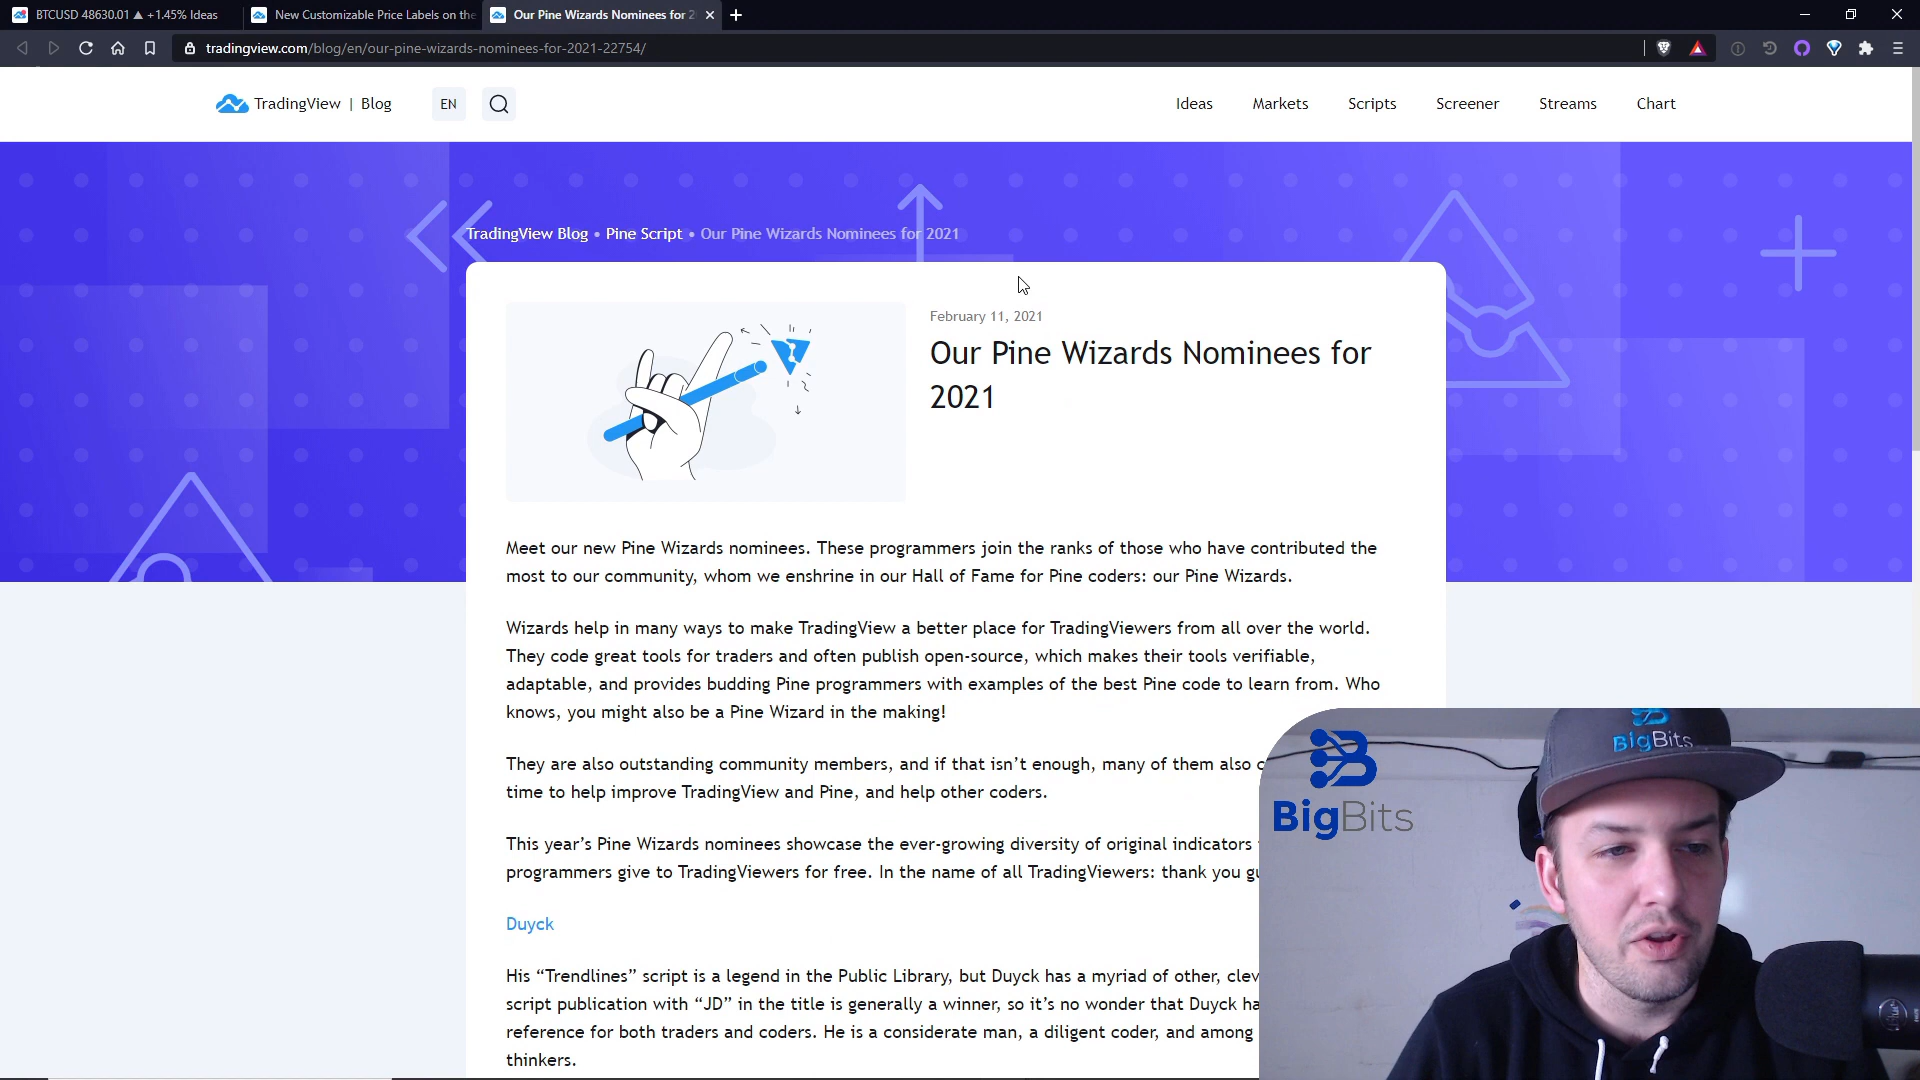 BTCUSD 48630.01 ▲ +1.45% Ideas
New Customizable Price Labels on the
Our Pine Wizards Nominees for 2
tradingview.com/blog/en/our-pine-wizards-nominees-for-2021-22754/
TradingView | Blog
EN
Ideas
Markets
Scripts
Screener
Streams
Chart
TradingView Blog • Pine Script • Our Pine Wizards Nominees for 2021
February 11, 2021
Our Pine Wizards Nominees for
2021
Meet our new Pine Wizards nominees. These programmers join the ranks of those who have contributed the
most to our community, whom we enshrine in our Hall of Fame for Pine coders: our Pine Wizards.
Wizards help in many ways to make TradingView a better place for TradingViewers from all over the world.
They code great tools for traders and often publish open-source, which makes their tools verifiable,
adaptable, and provides budding Pine programmers with examples of the best Pine code to learn from. Who
knows, you might also be a Pine Wizard in the making!
They are also outstanding community members, and if that isn’t enough, many of them also
time to help improve TradingView and Pine, and help other coders.
This year’s Pine Wizards nominees showcase the ever-growing diversity of original indicators
programmers give to TradingViewers for free. In the name of all TradingViewers: thank you
Duyck
His “Trendlines” script is a legend in the Public Library, but Duyck has a myriad of other,
script publication with “JD” in the title is generally a winner, so it’s no wonder that Duyck
reference for both traders and coders. He is a considerate man, a diligent coder, and among
thinkers.
BigBits
BigBits